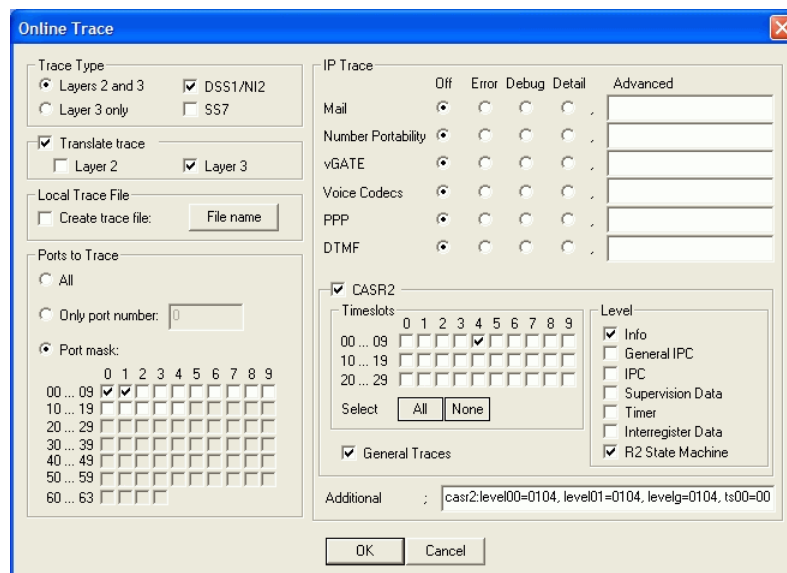 Online Trace
Trace Type
Layers 2 and 3
DSS1/NI2
Layer 3 only
SS7
Translate trace
Layer 2
Layer 3
Local Trace File
Create trace file:
File name
Ports to Trace
All
Only port number:
0
Port mask:
0 1 2 3 4 5 6 7 8 9
00 ... 09
10 ... 19
20 ... 29
30 ... 39
40 ... 49
50 ... 59
60 ... 63
IP Trace
Off Error Debug Detail Advanced
Mail ,
Number Portability ,
vGATE ,
Voice Codecs ,
PPP ,
DTMF ,
CASR2
Timeslots
0 1 2 3 4 5 6 7 8 9
00 ... 09
10 ... 19
20 ... 29
Select All None
General Traces
Level
Info
General IPC
IPC
Supervision Data
Timer
Interregister Data
R2 State Machine
Additional ; casr2:level00=0104, level01=0104, levelg=0104, ts00=00
OK Cancel